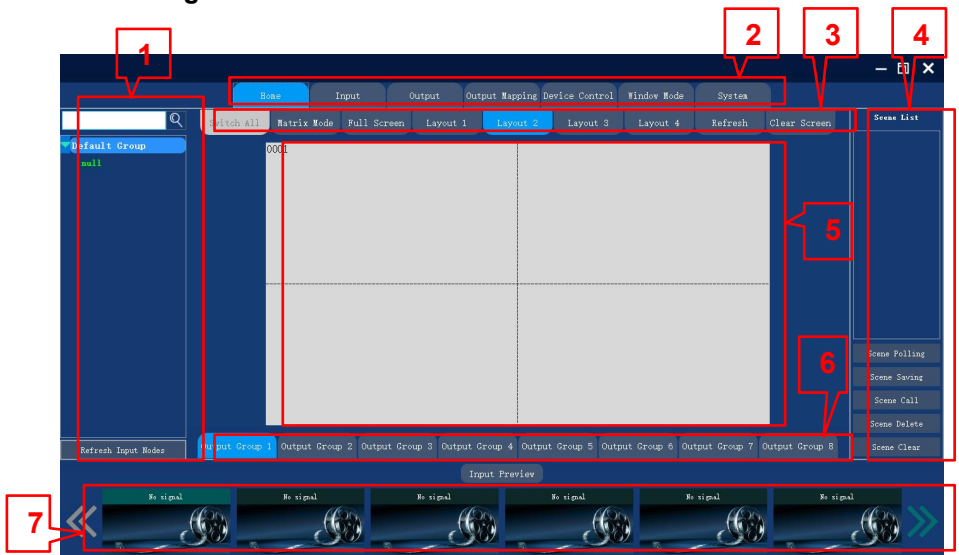 1
2
3
4
Home Input Output Output Mapping Device Control Window Mode System
Switch All Matrix Mode Full Screen Layout 1 Layout 2 Layout 3 Layout 4 Refresh Clear Screen
Scene List
Default Group
null
0001
5
6
Scene Polling
Scene Saving
Scene Call
Scene Delete
Scene Clear
Refresh Input Nodes
Output Group 1 Output Group 2 Output Group 3 Output Group 4 Output Group 5 Output Group 6 Output Group 7 Output Group 8
Input Preview
No signal No signal No signal No signal No signal No signal
7